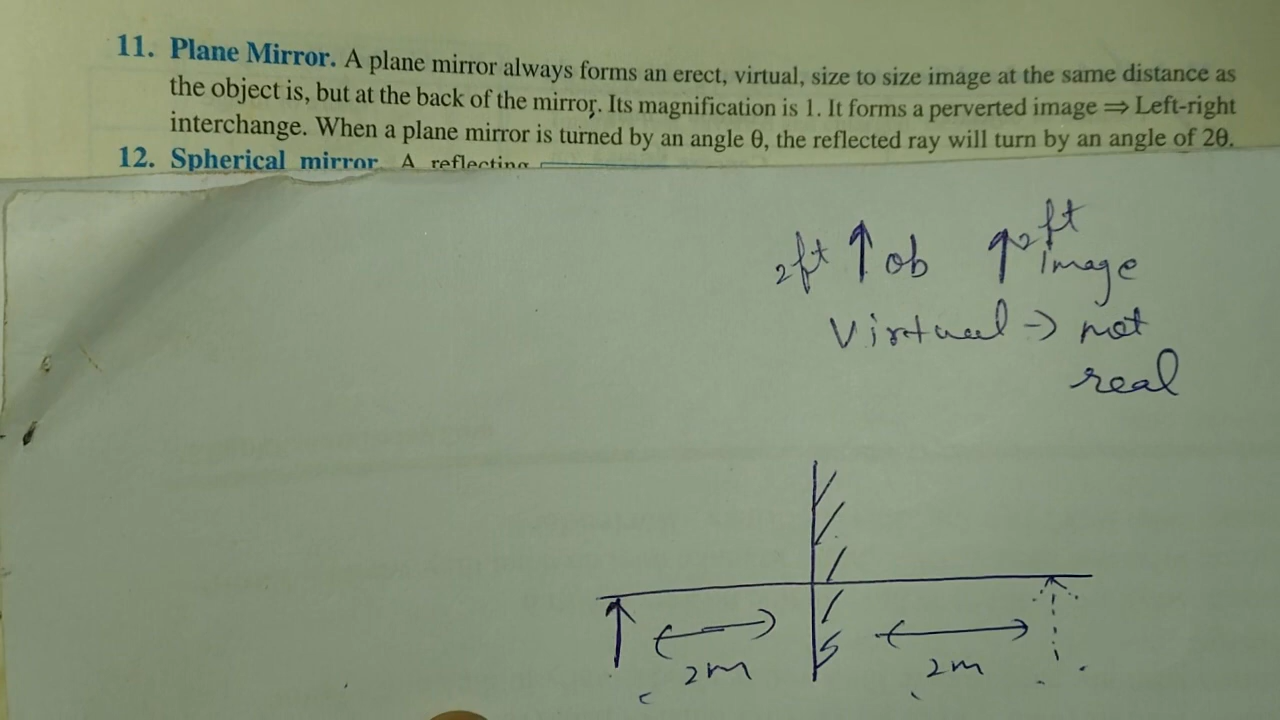 11. Plane Mirror. A plane mirror always forms an erect, virtual, size to size image at the same distance as
the object is, but at the back of the mirror. Its magnification is 1. It forms a perverted image ⇒ Left-right
interchange. When a plane mirror is turned by an angle θ, the reflected ray will turn by an angle of 2θ.
12. Spherical mirror. A reflecting
2ft ↑ ob ↑ 2ft
Image
Virtual → not
real
2m 2m